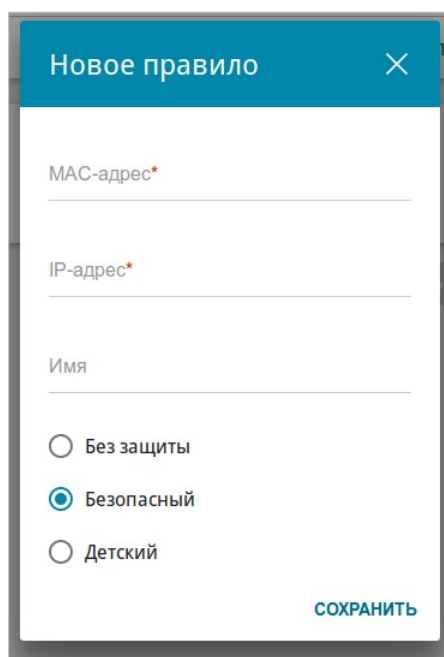 Новое правило
MAC-адрес*
IP-адрес*
Имя
Без защиты
Безопасный
Детский
СОХРАНИТЬ